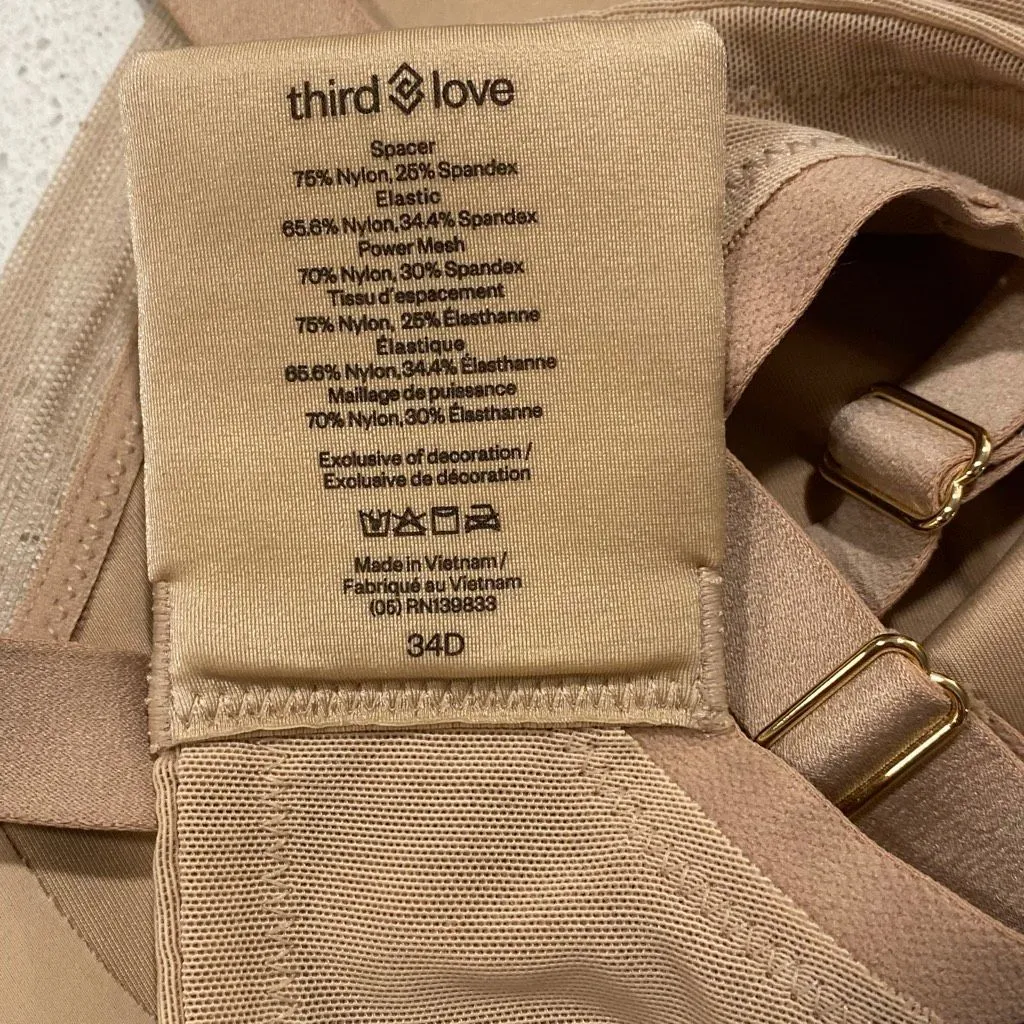 third love
Spacer
75% Nylon, 25% Spandex
Elastic
65.6% Nylon, 34.4% Spandex
Power Mesh
70% Nylon, 30% Spandex
Tissu d'espacement
75% Nylon, 25% Élasthanne
Élastique
65.6% Nylon, 34.4% Élasthanne
Maillage de puissance
70% Nylon, 30% Élasthanne
Exclusive of decoration /
Exclusive de décoration
Made in Vietnam /
Fabriqué au Vietnam
(05) RN139833
34D